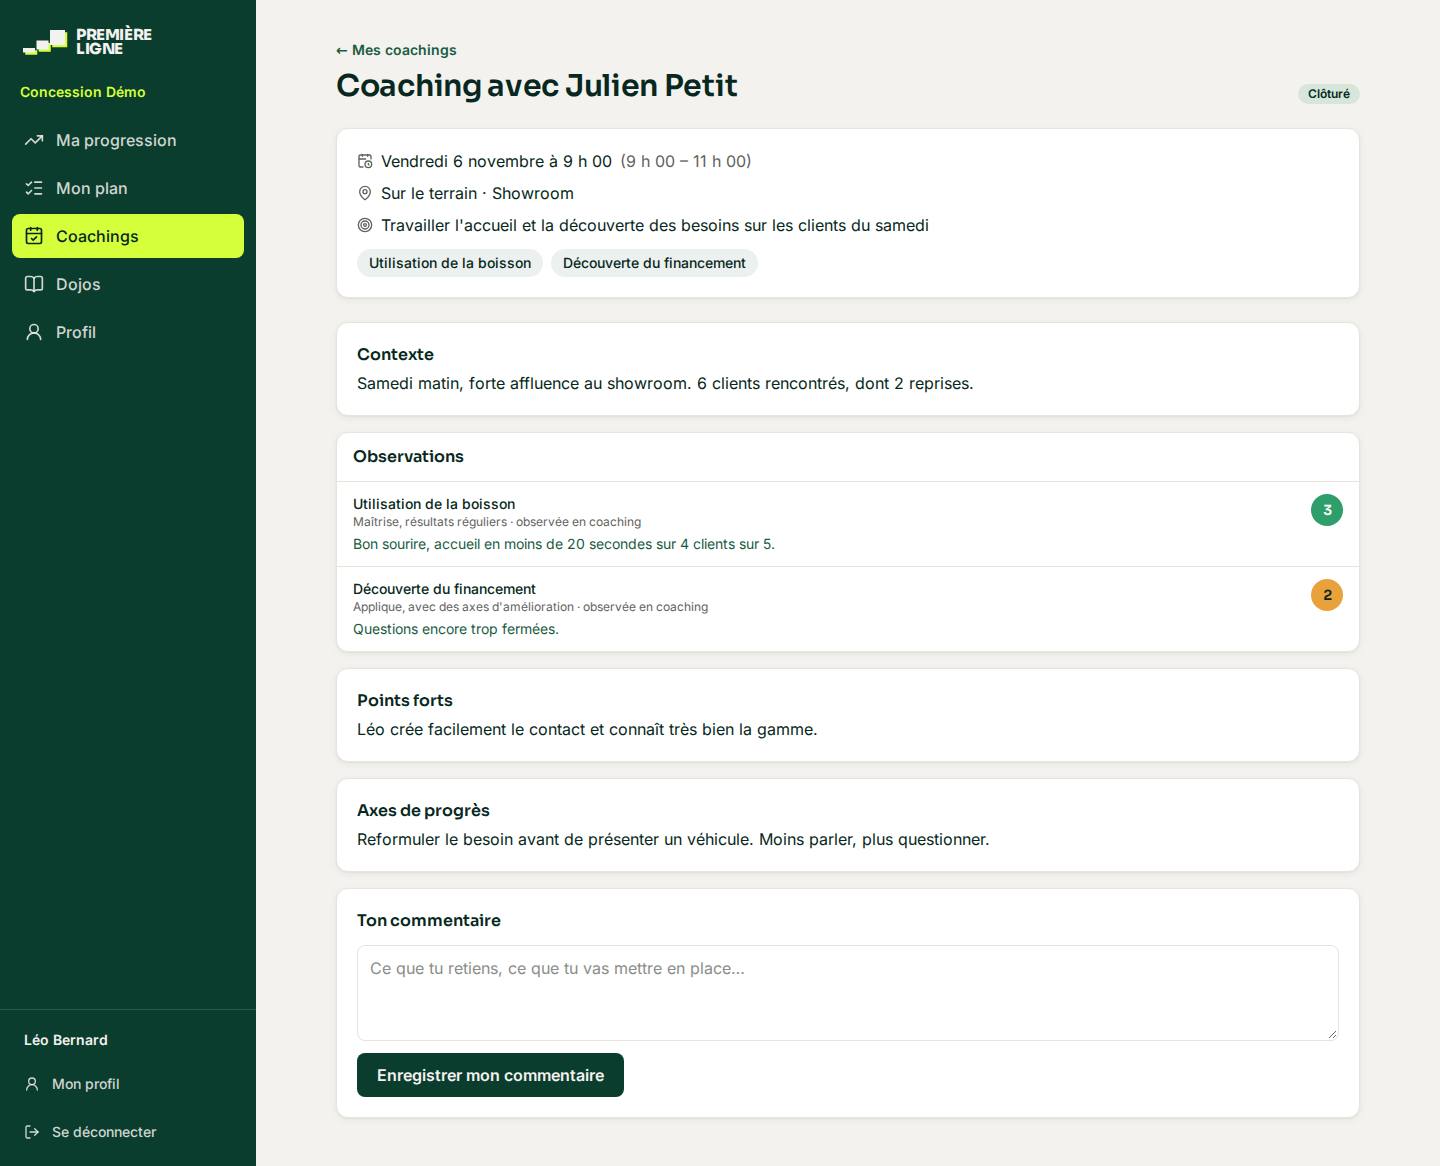 PREMIÈRE
LIGNE
Concession Démo
Ma progression
Mon plan
Coachings
Dojos
Profil
Léo Bernard
Mon profil
Se déconnecter
← Mes coachings
Coaching avec Julien Petit
Clôturé
Vendredi 6 novembre à 9 h 00 (9 h 00 – 11 h 00)
Sur le terrain · Showroom
Travailler l'accueil et la découverte des besoins sur les clients du samedi
Utilisation de la boisson
Découverte du financement
Contexte
Samedi matin, forte affluence au showroom. 6 clients rencontrés, dont 2 reprises.
Observations
Utilisation de la boisson
3
Maîtrise, résultats réguliers · observée en coaching
Bon sourire, accueil en moins de 20 secondes sur 4 clients sur 5.
Découverte du financement
2
Applique, avec des axes d'amélioration · observée en coaching
Questions encore trop fermées.
Points forts
Léo crée facilement le contact et connaît très bien la gamme.
Axes de progrès
Reformuler le besoin avant de présenter un véhicule. Moins parler, plus questionner.
Ton commentaire
Ce que tu retiens, ce que tu vas mettre en place...
Enregistrer mon commentaire